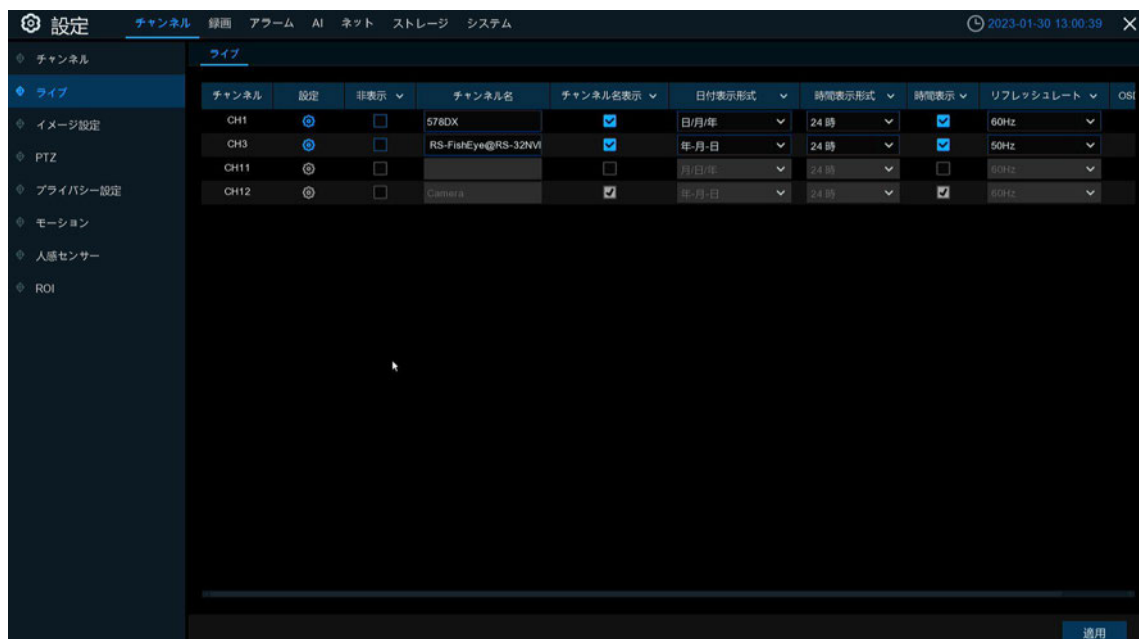 設定 チャンネル 録画 アラーム AI ネット ストレージ システム 2023-01-30 13:00:39
チャンネル
ライブ
イメージ設定
PTZ
プライバシー設定
モーション
人感センサー
ROI
ライブ
チャンネル 設定 非表示 チャンネル名 チャンネル名表示 日付表示形式 時間表示形式 時間表示 リフレッシュレート OSD
CH1 578DX 日/月/年 24 時 60Hz
CH3 RS-FishEye@RS-32NVI 年-月-日 24 時 50Hz
CH11 月/日/年 24 時 60Hz
CH12 Camera 年-月-日 24 時 60Hz
適用